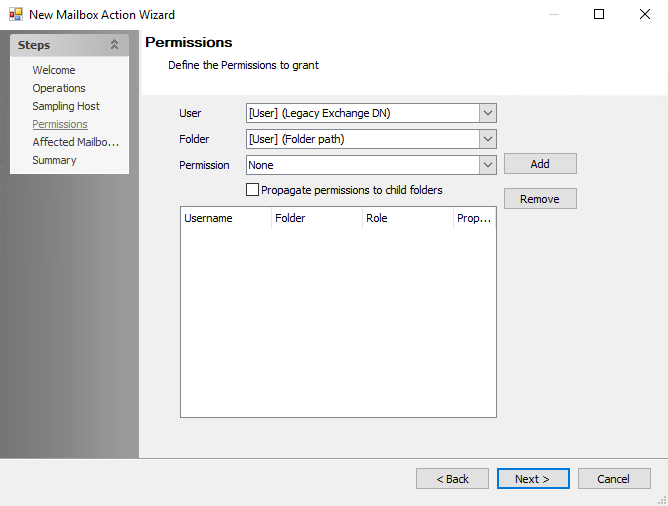 New Mailbox Action Wizard
Steps
Welcome
Operations
Sampling Host
Permissions
Affected Mailbo...
Summary
Permissions
Define the Permissions to grant
User [User] (Legacy Exchange DN)
Folder [User] (Folder path)
Permission None Add
Propagate permissions to child folders
Remove
Username Folder Role Prop...
< Back Next > Cancel